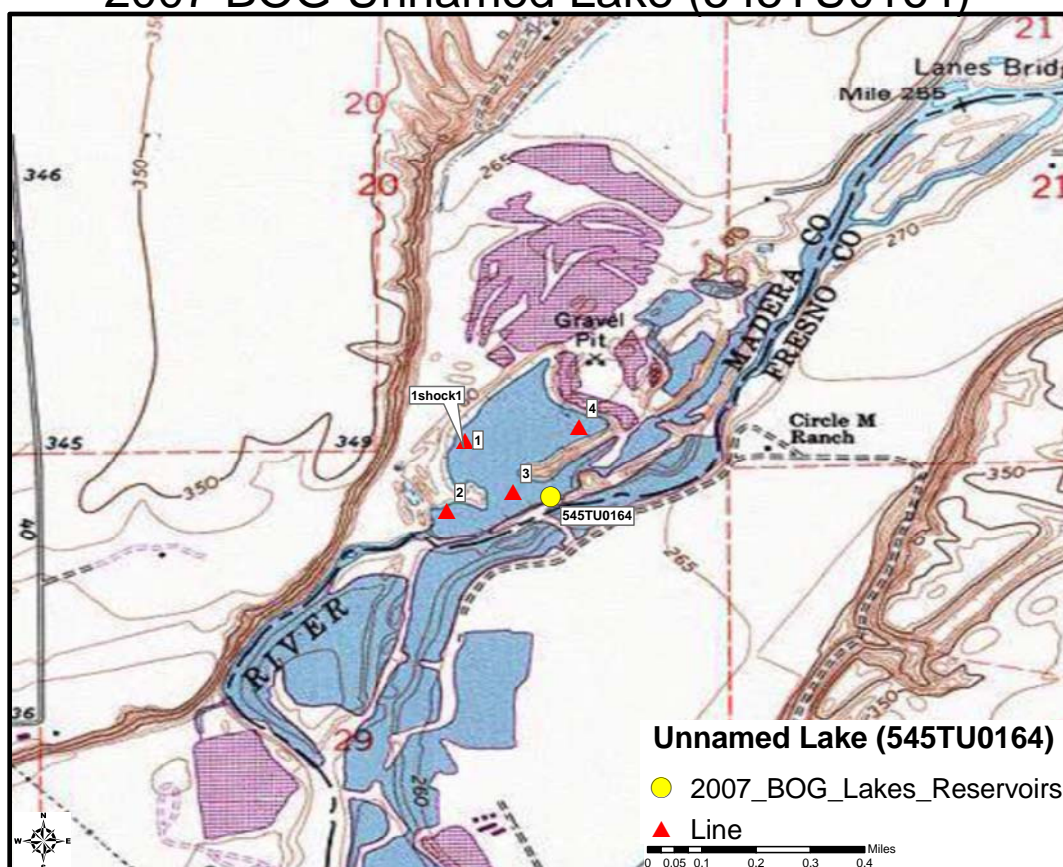 2007 BOG Unnamed Lake (545TU0164)
350
21
20
Lanes Bridg
Mile 255
346
265
20
350
21
270
MADERA CO
FRESNO CO
Gravel
Pit
1shock1
4
Circle M
Ranch
1
345
349
350
350
3
350
2
545TU0164
40
265
RIVER
36
29
350
260
Unnamed Lake (545TU0164)
2007_BOG_Lakes_Reservoirs
Line
N
W
E
Miles
0 0.05 0.1 0.2 0.3 0.4